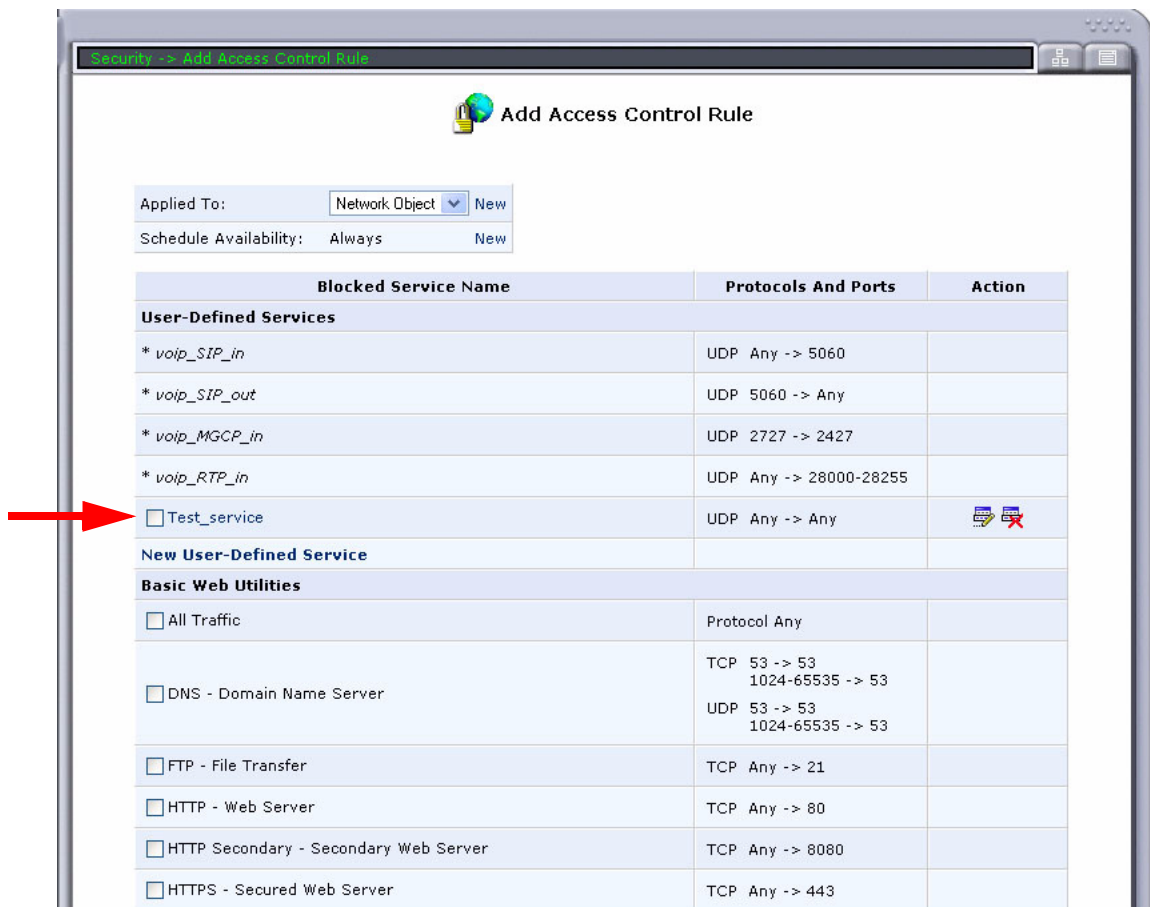 Security -> Add Access Control Rule
Add Access Control Rule
Applied To: Network Object New
Schedule Availability: Always New
Blocked Service Name Protocols And Ports Action
User-Defined Services
* voip_SIP_in UDP Any -> 5060
* voip_SIP_out UDP 5060 -> Any
* voip_MGCP_in UDP 2727 -> 2427
* voip_RTP_in UDP Any -> 28000-28255
Test_service UDP Any -> Any
New User-Defined Service
Basic Web Utilities
All Traffic Protocol Any
DNS - Domain Name Server TCP 53 -> 53
1024-65535 -> 53
UDP 53 -> 53
1024-65535 -> 53
FTP - File Transfer TCP Any -> 21
HTTP - Web Server TCP Any -> 80
HTTP Secondary - Secondary Web Server TCP Any -> 8080
HTTPS - Secured Web Server TCP Any -> 443